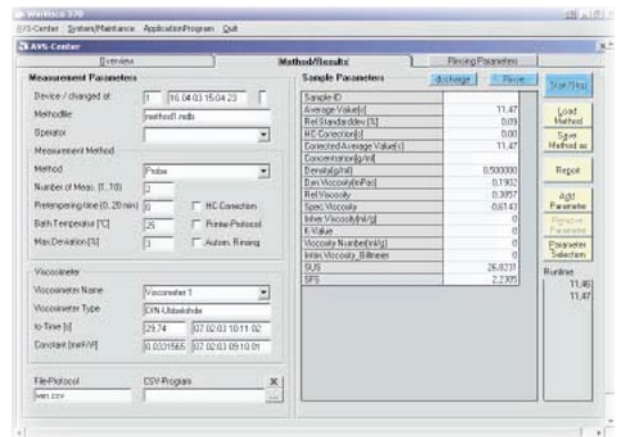 WinVisco 370
AVS-Center System/Maintance ApplicationProgram Quit
AVS-Center
Overview
Method/Results
Rinsing Parameters
Measurement Parameters
Device / changed at: 1 16.04.03 15:04:23
Methodfile: method1.mdb
Operator
Measurement Method
Method Probe
Number of Meas. (1..10) 2
Pretempering time (0..20 min) 0 HC-Correction
Bath Temperatur [°C] 25 Printer-Protocol
Max.Deviation [%] 3 Autom. Rinsing
Viscosimeter
Viscosimeter Name Viscosimeter 1
Viscosimeter Type DIN-Ubbelohde
to-Time [s] 29.74 07.02.03 10:11:02
Constant 0.0331565 07.02.03 09:10:01
File-Protocol CSV-Program X
win.csv ...
Sample Parameters discharge Rinse
Sample-ID
Average Value[s] 11,47
Rel.Standarddev.[%] 0,09
HC-Correction[s] 0,00
Corrected Average Value[s] 11,47
Concentration[g/ml]
Density[g/ml] 0,500000
Dyn.Viscosity[mPas] 0,1902
Rel.Viscosity 0,3857
Spec.Viscosity -0,6143
Inher.Viscosity[ml/g] 0
K-Value 0
Viscosity Number[ml/g] 0
Intrin.Viscosity_Billmeier 0
SUS 26.8231
SFS 2.2305
Start/Stop
Load
Method
Save
Method as
Report
Add
Parameter
Remove
Parameter
Parameter
Selection
Runtime
11,46
11,47